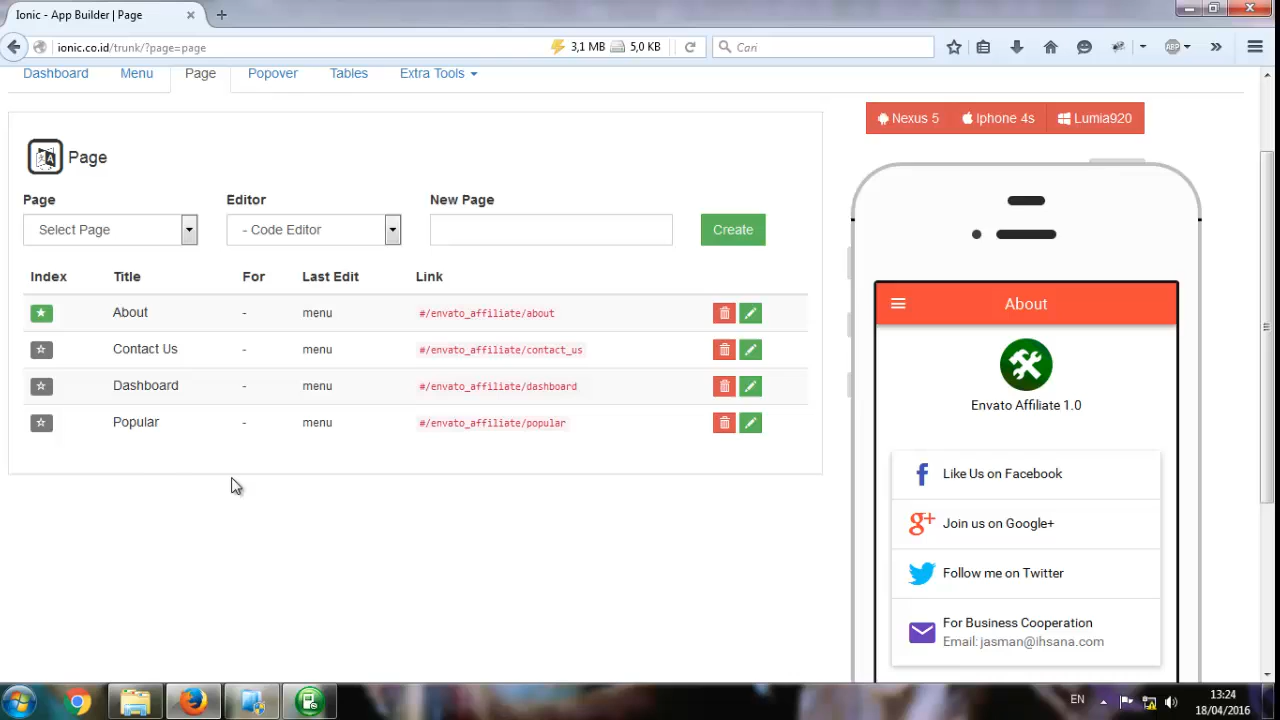 Ionic - App Builder | Page
ionic.co.id/trunk/?page=page
3,1 MB
5,0 KB
Cari
ABP
Dashboard
Menu
Page
Popover
Tables
Extra Tools
Nexus 5
Iphone 4s
Lumia920
Page
Page
Editor
New Page
Select Page
- Code Editor
Create
Index
Title
For
Last Edit
Link
About
-
menu
#/envato_affiliate/about
Contact Us
-
menu
#/envato_affiliate/contact_us
Dashboard
-
menu
#/envato_affiliate/dashboard
Popular
-
menu
#/envato_affiliate/popular
About
Envato Affiliate 1.0
Like Us on Facebook
Join us on Google+
Follow me on Twitter
For Business Cooperation
Email: jasman@ihsana.com
EN
13:24
18/04/2016